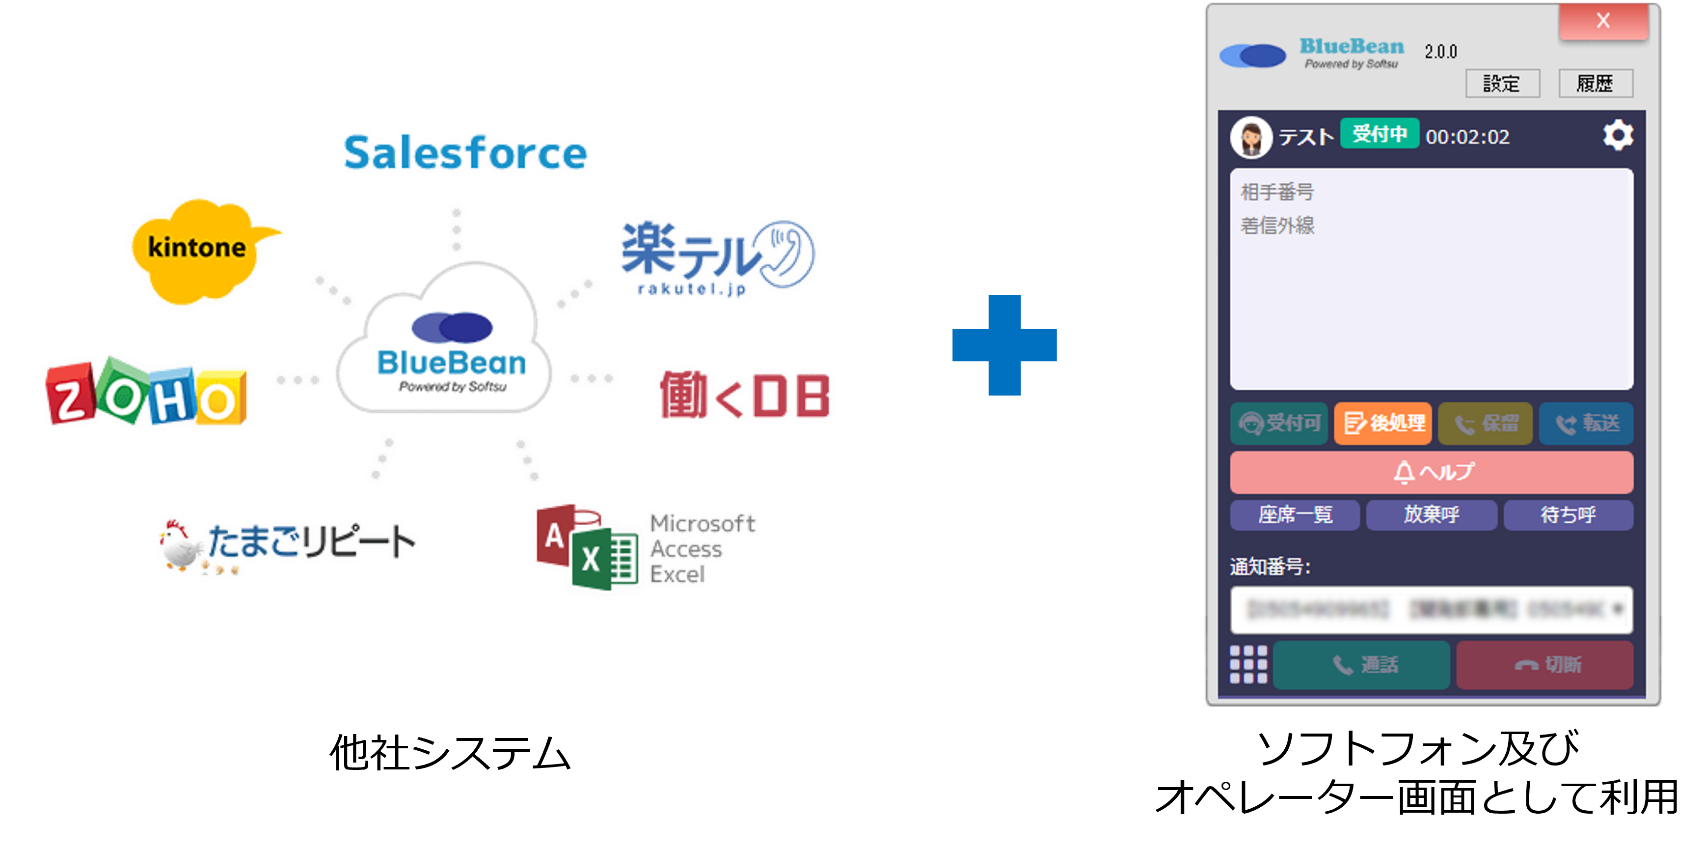 Salesforce
kintone
楽テル
rakutel.jp
BlueBean
Powered by Softsu
ZOHO
働くDB
たまごリピート
A
X
Microsoft
Access
Excel
他社システム
X
BlueBean
Powered by Softsu
2.0.0
設定
履歴
テスト
受付中
00:02:02
相手番号
着信外線
受付可
後処理
保留
転送
ヘルプ
座席一覧
放棄呼
待ち呼
通知番号:
通話
切断
ソフトフォン及び
オペレーター画面として利用